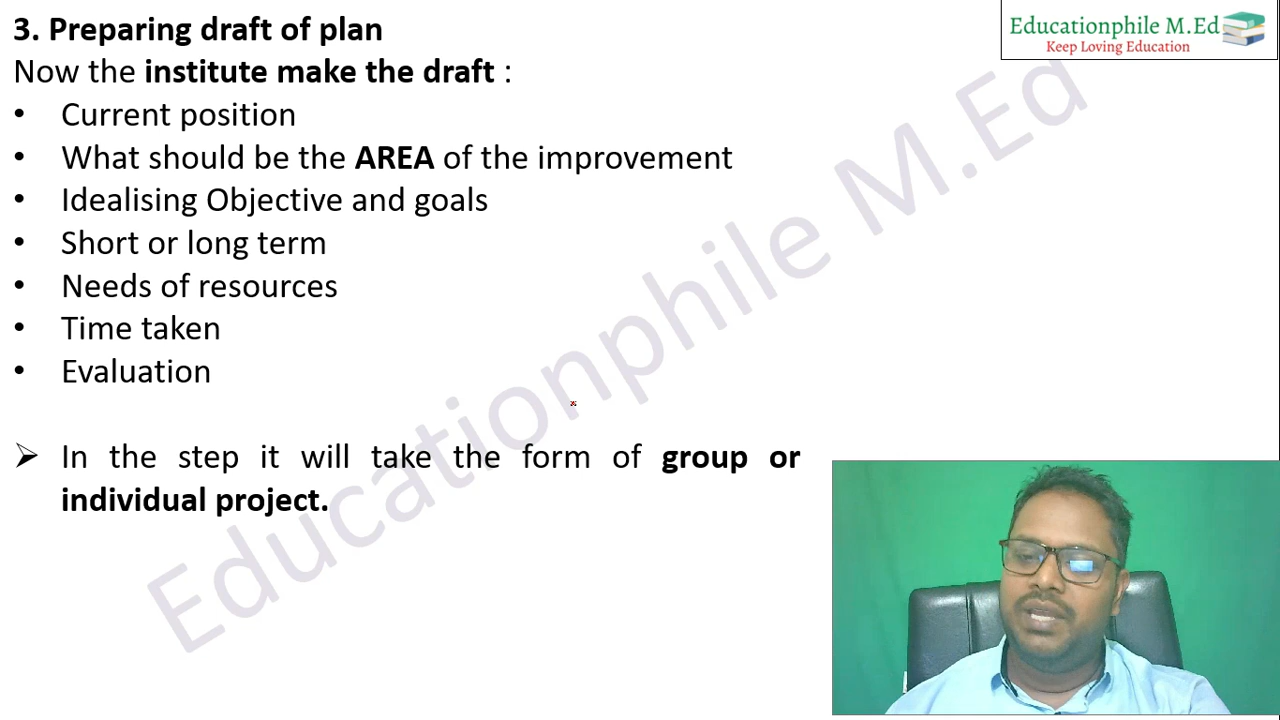 3. Preparing draft of plan
Now the institute make the draft :
• Current position
• What should be the AREA of the improvement
• Idealising Objective and goals
• Short or long term
• Needs of resources
• Time taken
• Evaluation
➢ In the step it will take the form of group or
individual project.
Educationphile M.Ed
Keep Loving Education
Educationphile M.Ed